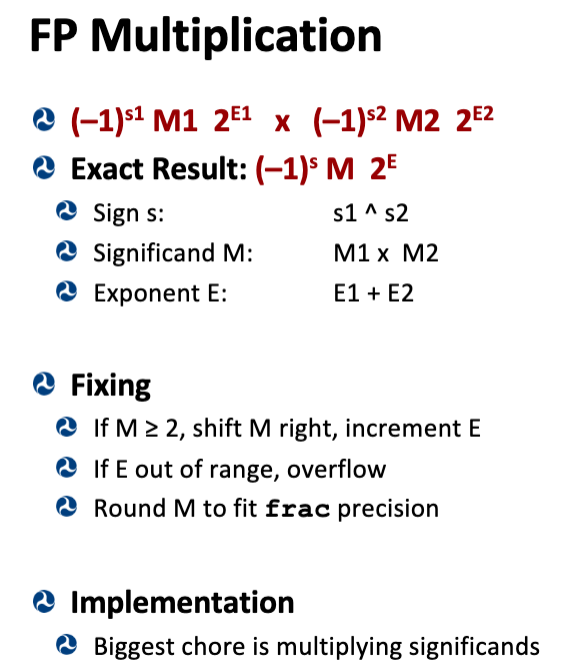 FP Multiplication
(–1)^s1 M1 2^E1 x (–1)^s2 M2 2^E2
Exact Result: (–1)^s M 2^E
Sign s: s1 ^ s2
Significand M: M1 x M2
Exponent E: E1 + E2
Fixing
If M ≥ 2, shift M right, increment E
If E out of range, overflow
Round M to fit frac precision
Implementation
Biggest chore is multiplying significands